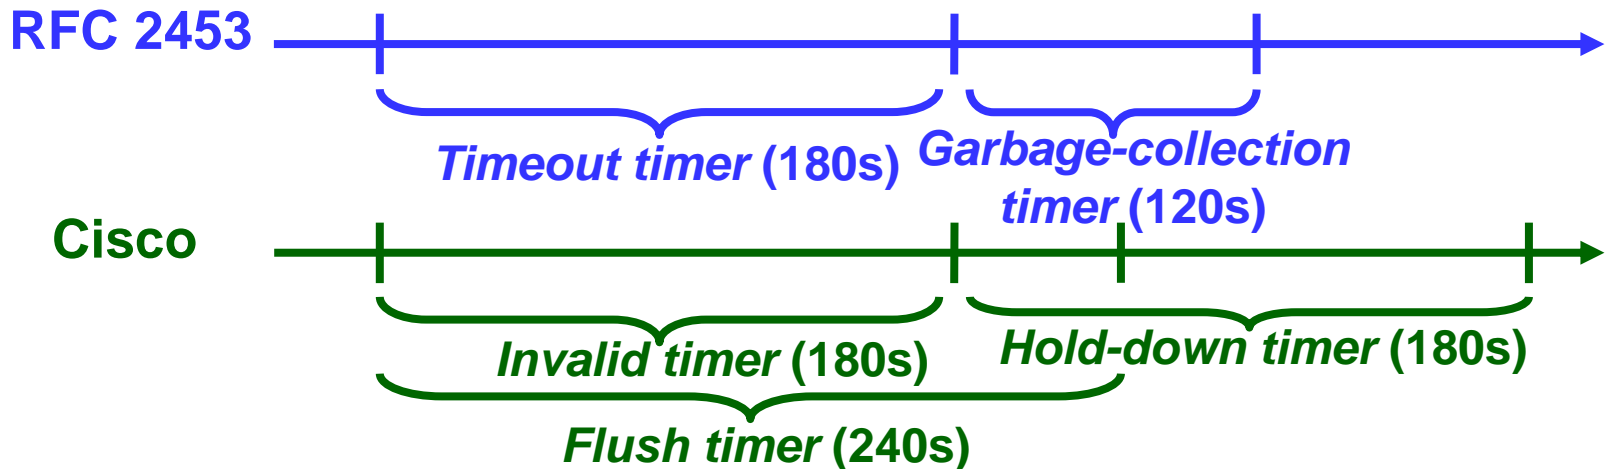 RFC 2453
Timeout timer (180s)
Garbage-collection
timer (120s)
Cisco
Invalid timer (180s)
Hold-down timer (180s)
Flush timer (240s)